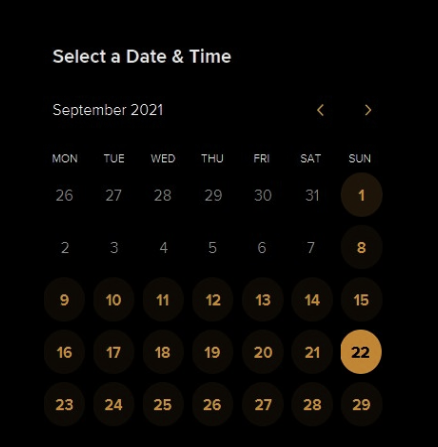 Select a Date & Time
September 2021
MON TUE WED THU FRI SAT SUN
26 27 28 29 30 31 1
2 3 4 5 6 7 8
9 10 11 12 13 14 15
16 17 18 19 20 21 22
23 24 25 26 27 28 29